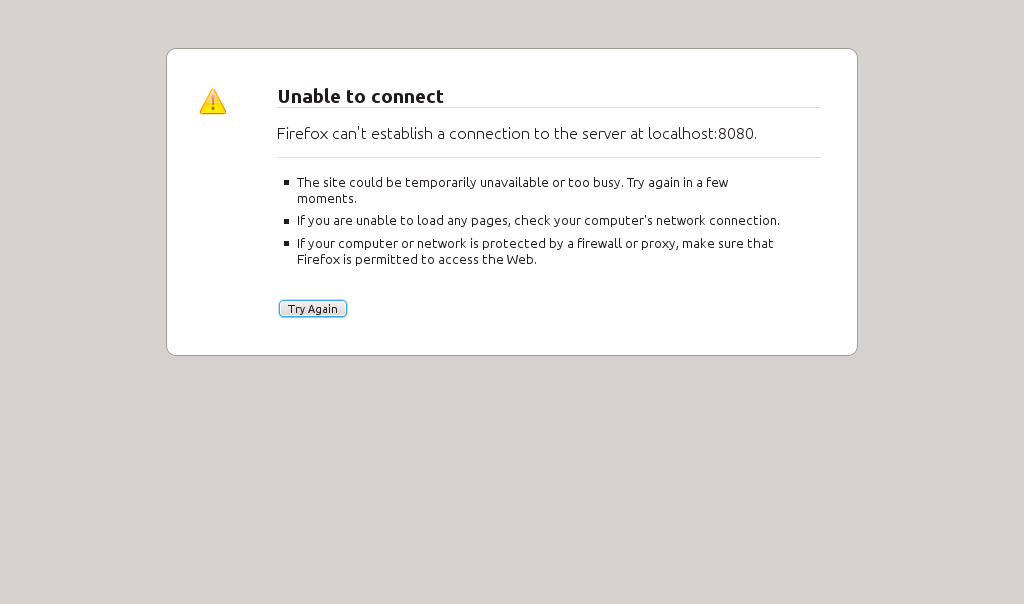 Unable to connect
Firefox can't establish a connection to the server at localhost:8080.
The site could be temporarily unavailable or too busy. Try again in a few
moments.
If you are unable to load any pages, check your computer's network connection.
If your computer or network is protected by a firewall or proxy, make sure that
Firefox is permitted to access the Web.
Try Again